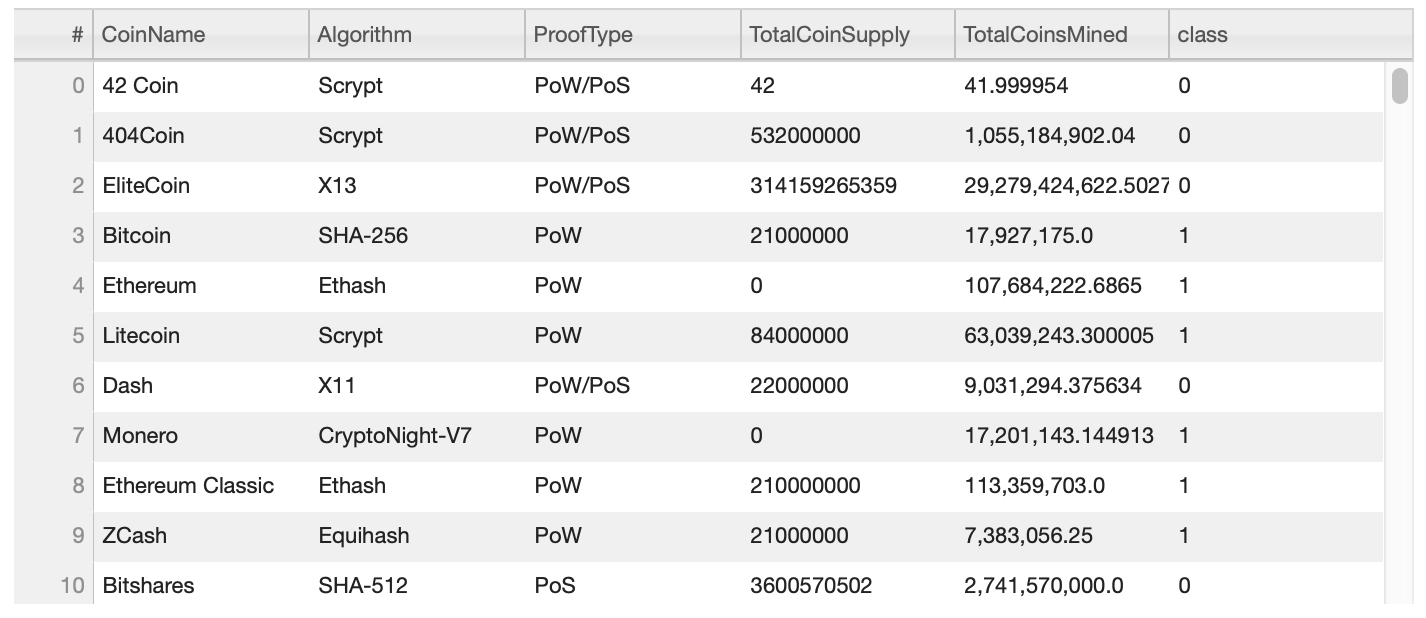 # CoinName Algorithm ProofType TotalCoinSupply TotalCoinsMined class
0 42 Coin Scrypt PoW/PoS 42 41.999954 0
1 404Coin Scrypt PoW/PoS 532000000 1,055,184,902.04 0
2 EliteCoin X13 PoW/PoS 314159265359 29,279,424,622.5027 0
3 Bitcoin SHA-256 PoW 21000000 17,927,175.0 1
4 Ethereum Ethash PoW 0 107,684,222.6865 1
5 Litecoin Scrypt PoW 84000000 63,039,243.300005 1
6 Dash X11 PoW/PoS 22000000 9,031,294.375634 0
7 Monero CryptoNight-V7 PoW 0 17,201,143.144913 1
8 Ethereum Classic Ethash PoW 210000000 113,359,703.0 1
9 ZCash Equihash PoW 21000000 7,383,056.25 1
10 Bitshares SHA-512 PoS 3600570502 2,741,570,000.0 0